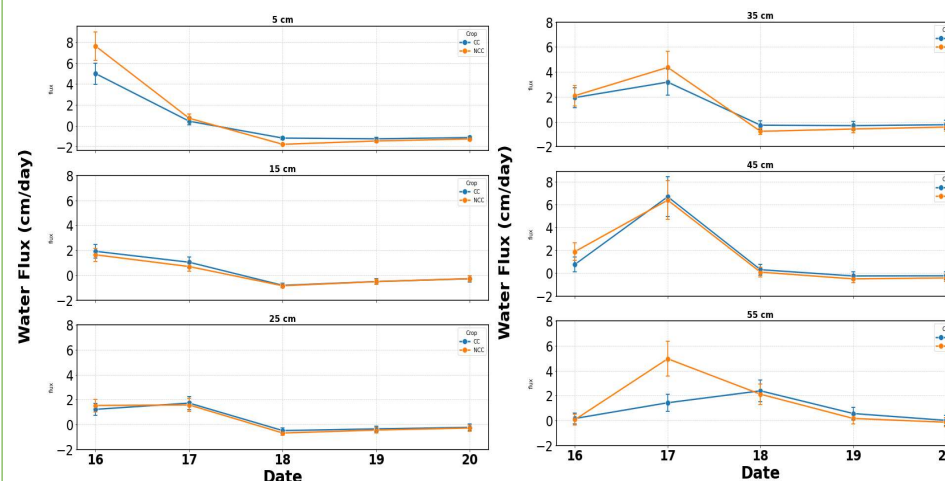 5 cm
8
6
4
2
0
−2
flux
Crop
CC
NCC
15 cm
8
6
4
2
0
−2
flux
Crop
CC
NCC
25 cm
8
6
4
2
0
−2
flux
Crop
CC
NCC
16 17 18 19 20
Date
Water Flux (cm/day)
35 cm
8
6
4
2
0
−2
flux
45 cm
8
6
4
2
0
−2
flux
55 cm
8
6
4
2
0
−2
flux
16 17 18 19 2
Date
Water Flux (cm/day)